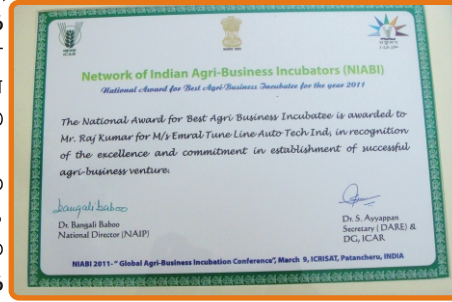 Network of Indian Agri-Business Incubators (NIABI)
National Award for Best Agri-Business Incubatee for the year 2011
The National Award for Best Agri Business Incubatee is awarded to
Mr. Raj Kumar for M/s Emral Tune Line Auto Tech Ind, in recognition
of the excellence and commitment in establishment of successful
agri-business venture.
bangali baboo
Dr. Bangali Baboo
National Director (NAIP)
Dr. S. Ayyappan
Secretary (DARE) &
DG, ICAR
NIABI 2011- "Global Agri-Business Incubation Conference", March 9, ICRISAT, Patancheru, INDIA